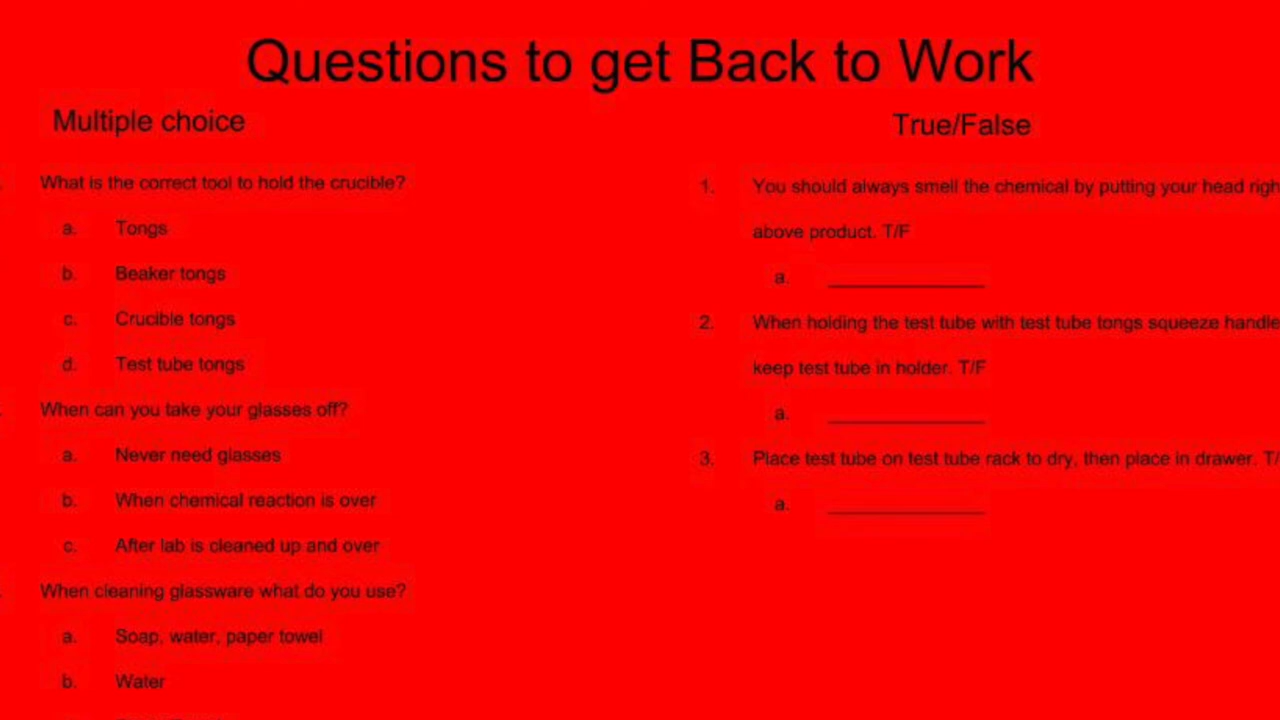 Questions to get Back to Work
Multiple choice
What is the correct tool to hold the crucible?
a. Tongs
b. Beaker tongs
c. Crucible tongs
d. Test tube tongs
When can you take your glasses off?
a. Never need glasses
b. When chemical reaction is over
c. After lab is cleaned up and over
When cleaning glassware what do you use?
a. Soap, water, paper towel
b. Water
True/False
1. You should always smell the chemical by putting your head righ
above product. T/F
a. ________________
2. When holding the test tube with test tube tongs squeeze handle
keep test tube in holder. T/F
a. ________________
3. Place test tube on test tube rack to dry, then place in drawer. T/
a. ________________